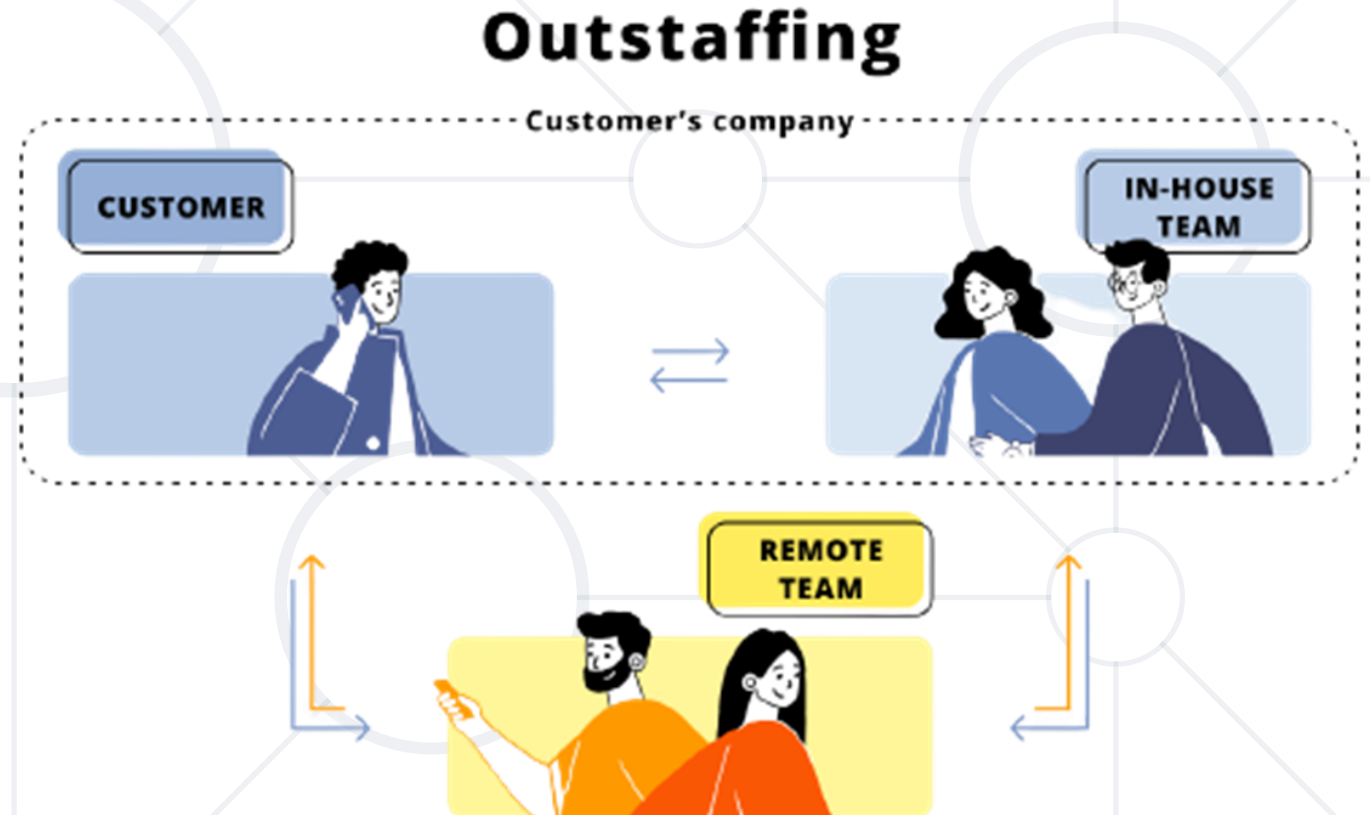 Outstaffing
Customer's company
CUSTOMER
IN-HOUSE
TEAM
REMOTE
TEAM